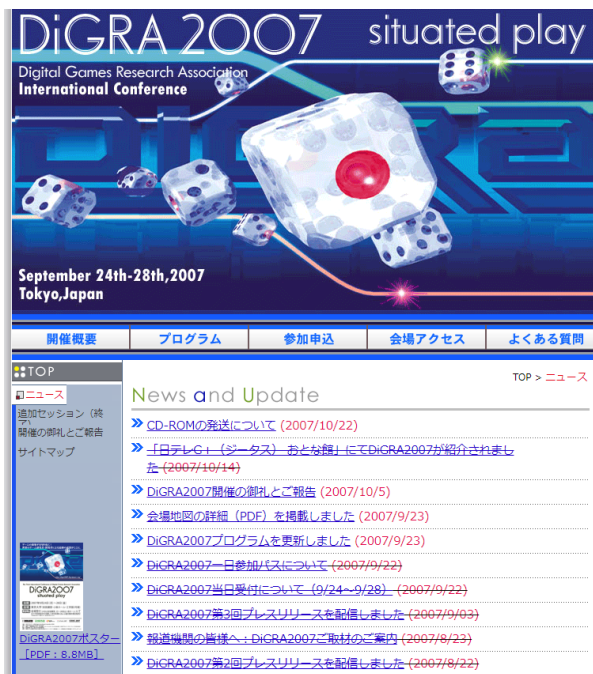 DiGRA 2007 situated play
Digital Games Research Association
International Conference
September 24th-28th,2007
Tokyo,Japan
開催概要 プログラム 参加申込 会場アクセス よくある質問
TOP
ニュース
追加セッション（終
了）
開催の御礼とご報告
サイトマップ
DiGRA2007
situated play
DiGRA2007ポスター
[PDF：8.8MB]
TOP > ニュース
News and Update
CD-ROMの発送について (2007/10/22)
「日テレG+（ジータス） おとな館」にてDiGRA2007が紹介されまし
た (2007/10/14)
DiGRA2007開催の御礼とご報告 (2007/10/5)
会場地図の詳細（PDF）を掲載しました (2007/9/23)
DiGRA2007プログラムを更新しました (2007/9/23)
DiGRA2007一日参加パスについて (2007/9/22)
DiGRA2007当日受付について（9/24～9/28） (2007/9/22)
DiGRA2007第3回プレスリリースを配信しました (2007/9/03)
報道機関の皆様へ：DiGRA2007ご取材のご案内 (2007/8/23)
DiGRA2007第2回プレスリリースを配信しました (2007/8/22)